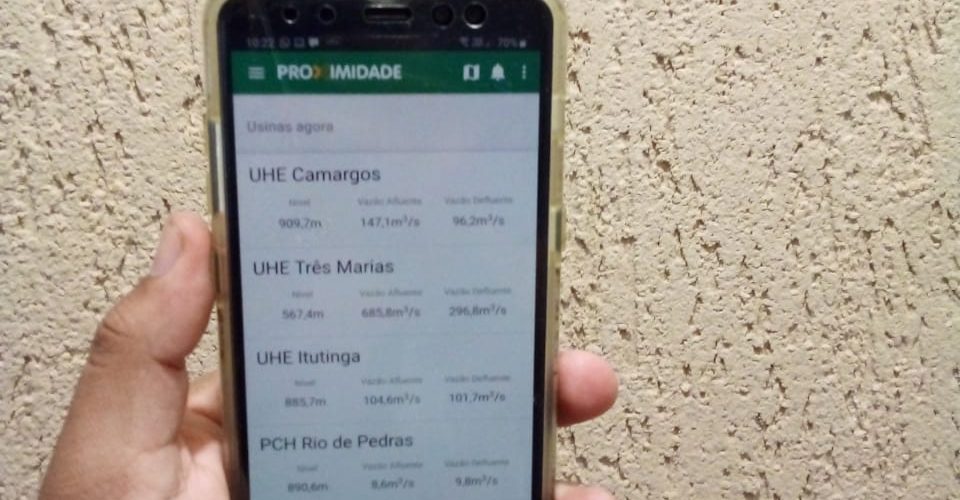 10:22 70%
PROXIMIDADE
Usinas agora
UHE Camargos
Nível Vazão Afluente Vazão Defluente
909,7m 147,1m³/s 96,2m³/s
UHE Três Marias
Nível Vazão Afluente Vazão Defluente
567,4m 685,8m³/s 296,8m³/s
UHE Itutinga
Nível Vazão Afluente Vazão Defluente
885,7m 104,6m³/s 101,7m³/s
PCH Rio de Pedras
Nível Vazão Afluente Vazão Defluente
890,6m 8,6m³/s 9,8m³/s